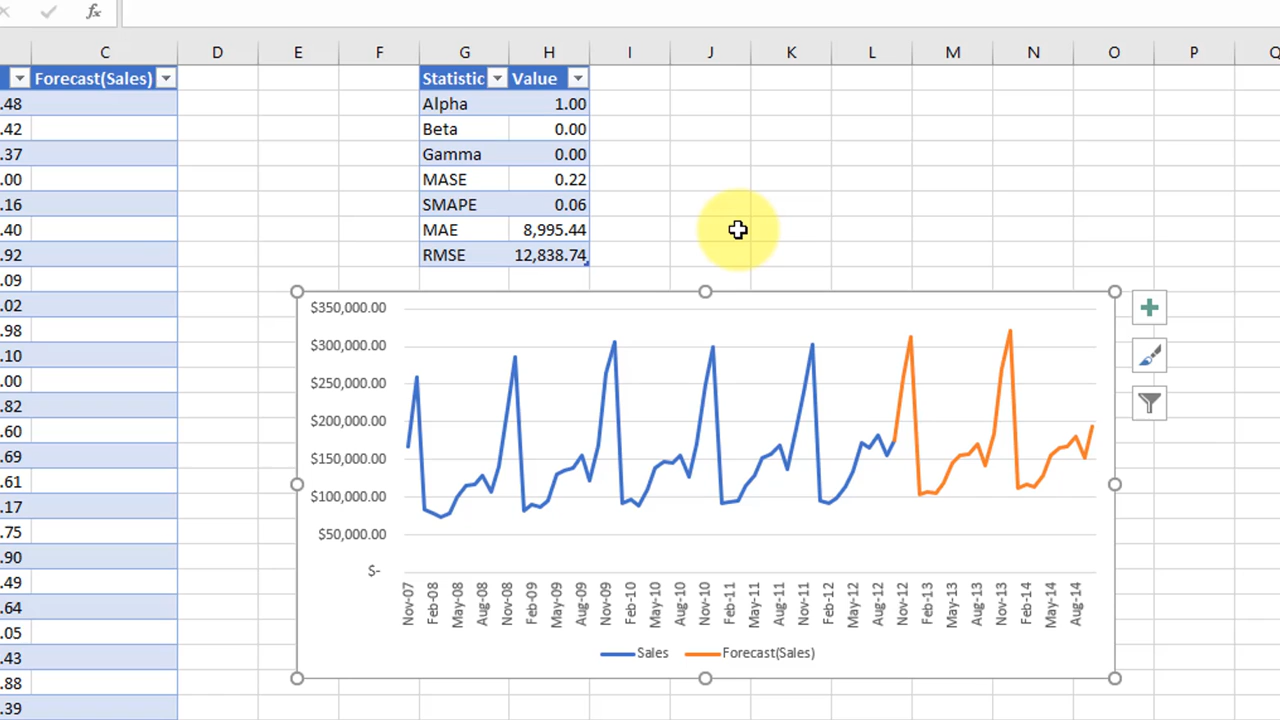 fx
C D E F G H I J K L M N O P Q
Forecast(Sales) Statistic Value
.48 Alpha 1.00
.42 Beta 0.00
.37 Gamma 0.00
.00 MASE 0.22
.16 SMAPE 0.06
.40 MAE 8,995.44
.92 RMSE 12,838.74
.09
.02
.98
.10
.00
.82
.60
.69
.61
.17
.75
.90
.49
.64
.05
.43
.88
.39
$350,000.00
$300,000.00
$250,000.00
$200,000.00
$150,000.00
$100,000.00
$50,000.00
$-
Nov-07 Feb-08 May-08 Aug-08 Nov-08 Feb-09 May-09 Aug-09 Nov-09 Feb-10 May-10 Aug-10 Nov-10 Feb-11 May-11 Aug-11 Nov-11 Feb-12 May-12 Aug-12 Nov-12 Feb-13 May-13 Aug-13 Nov-13 Feb-14 May-14 Aug-14
Sales Forecast(Sales)